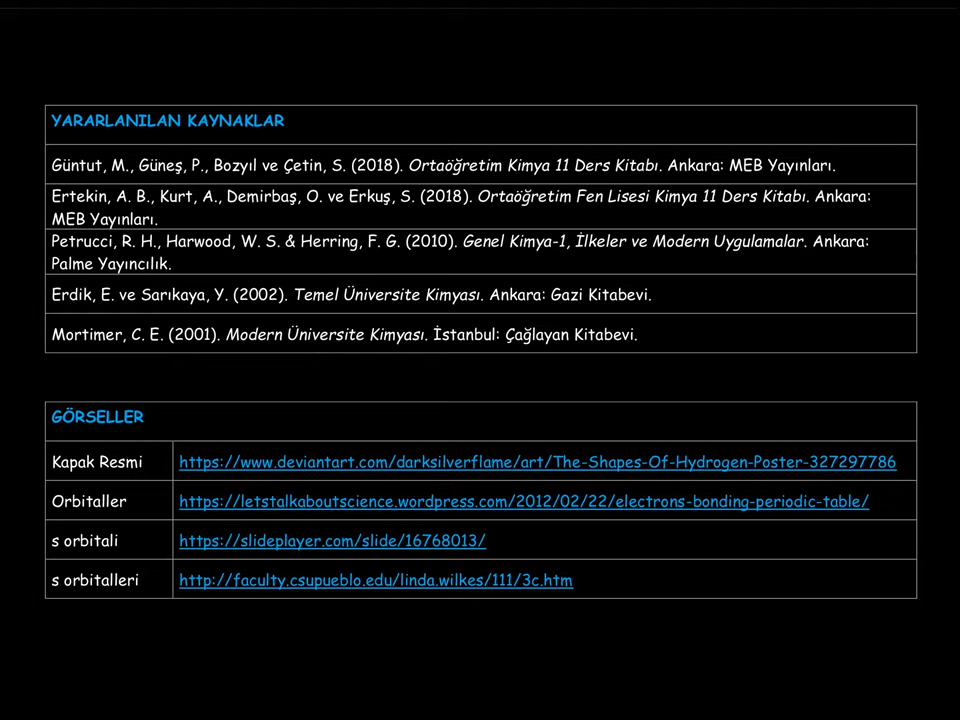 YARARLANILAN KAYNAKLAR
Güntut, M., Güneş, P., Bozyıl ve Çetin, S. (2018). Ortaöğretim Kimya 11 Ders Kitabı. Ankara: MEB Yayınları.
Ertekin, A. B., Kurt, A., Demirbaş, O. ve Erkuş, S. (2018). Ortaöğretim Fen Lisesi Kimya 11 Ders Kitabı. Ankara:
MEB Yayınları.
Petrucci, R. H., Harwood, W. S. & Herring, F. G. (2010). Genel Kimya-1, İlkeler ve Modern Uygulamalar. Ankara:
Palme Yayıncılık.
Erdik, E. ve Sarıkaya, Y. (2002). Temel Üniversite Kimyası. Ankara: Gazi Kitabevi.
Mortimer, C. E. (2001). Modern Üniversite Kimyası. İstanbul: Çağlayan Kitabevi.
GÖRSELLER
Kapak Resmi https://www.deviantart.com/darksilverflame/art/The-Shapes-Of-Hydrogen-Poster-327297786
Orbitaller https://letstalkaboutscience.wordpress.com/2012/02/22/electrons-bonding-periodic-table/
s orbitali https://slideplayer.com/slide/16768013/
s orbitalleri http://faculty.csupueblo.edu/linda.wilkes/111/3c.htm